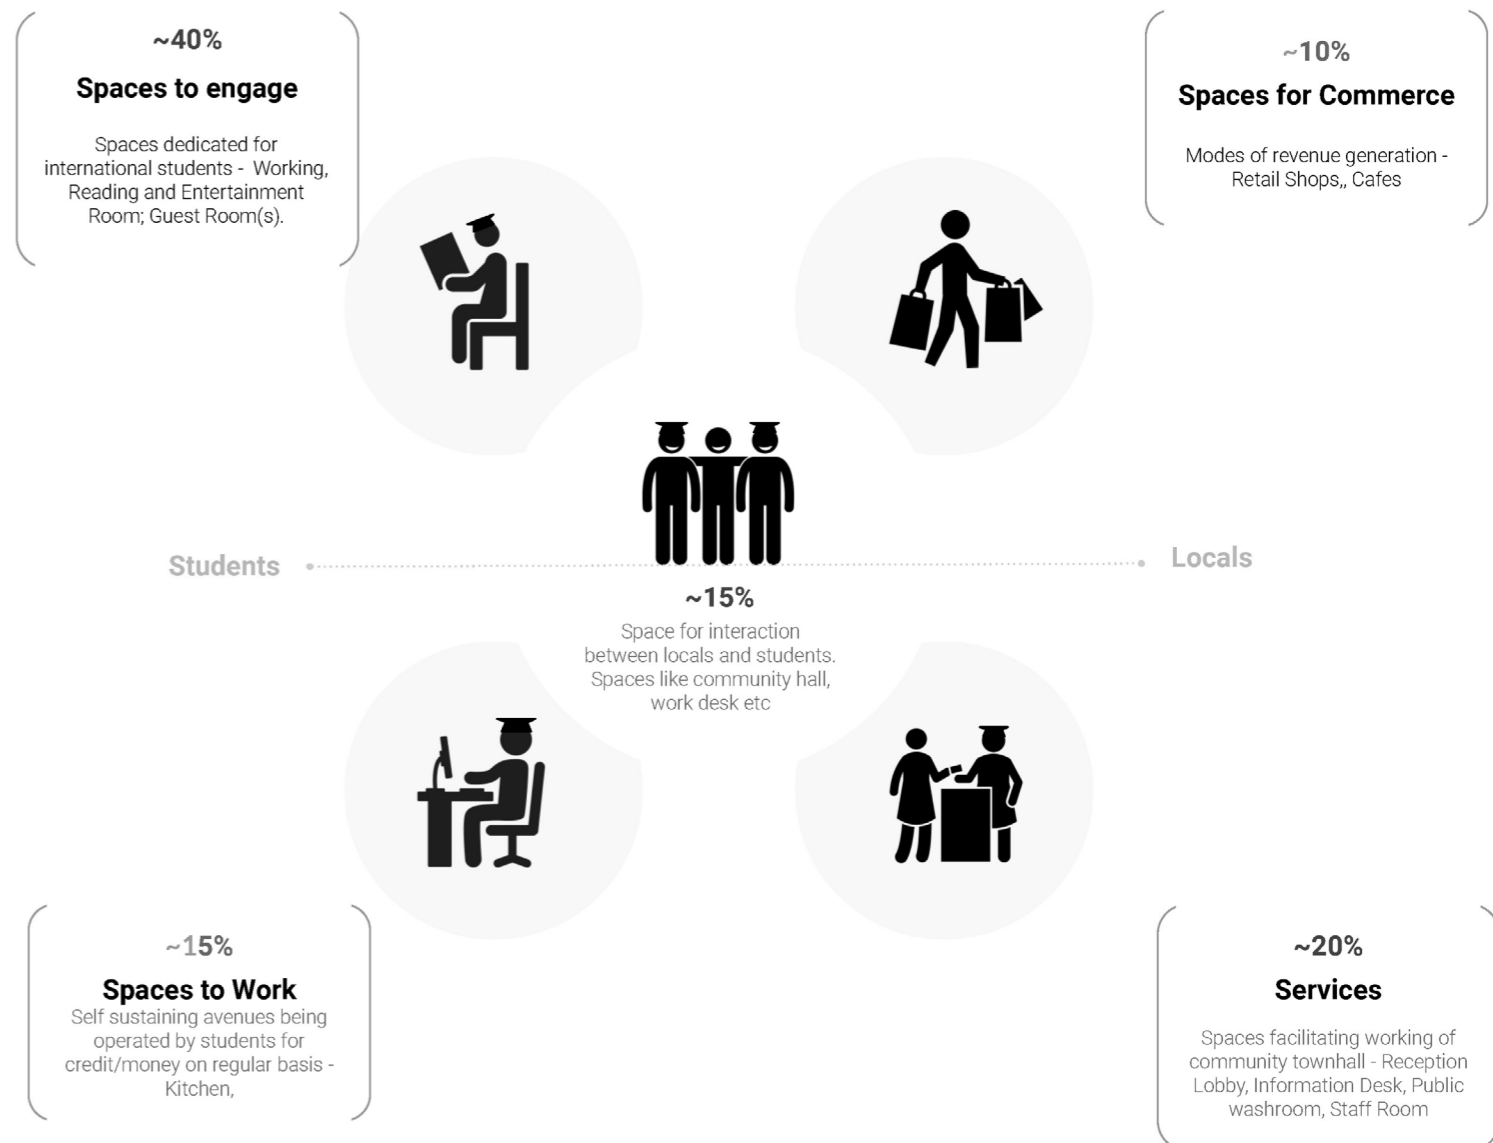 ~40%
Spaces to engage
Spaces dedicated for
international students - Working,
Reading and Entertainment
Room; Guest Room(s).
~10%
Spaces for Commerce
Modes of revenue generation -
Retail Shops,, Cafes
Students
Locals
~15%
Space for interaction
between locals and students.
Spaces like community hall,
work desk etc
~15%
Spaces to Work
Self sustaining avenues being
operated by students for
credit/money on regular basis -
Kitchen,
~20%
Services
Spaces facilitating working of
community townhall - Reception
Lobby, Information Desk, Public
washroom, Staff Room